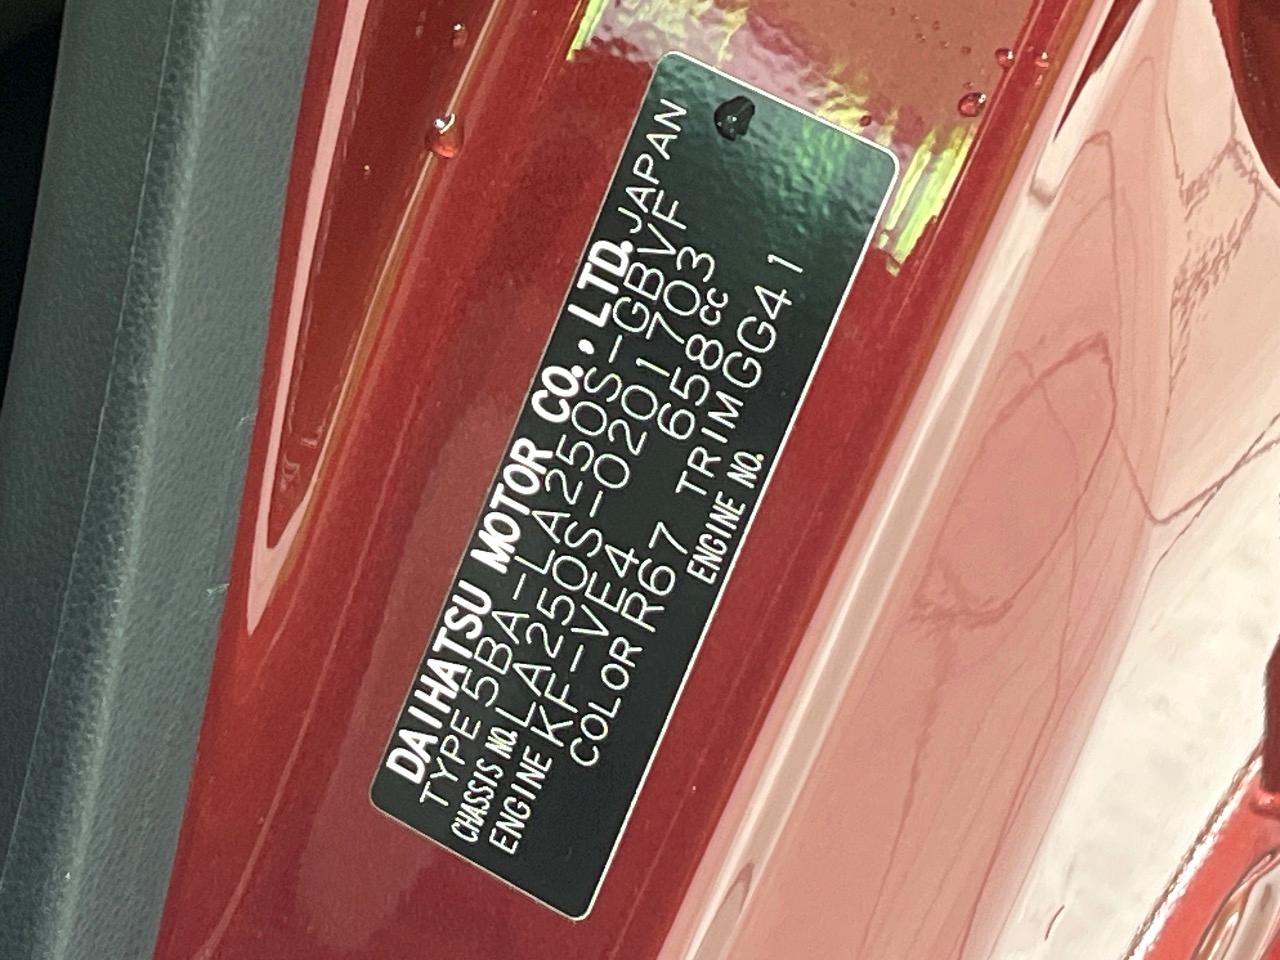 DAIHATSU MOTOR CO., LTD. JAPAN
TYPE 5BA-LA250S-GBVF
CHASSIS NO. LA250S-0201703
ENGINE KF-VE4 658cc
COLOR R67 TRIM GG41
ENGINE NO.